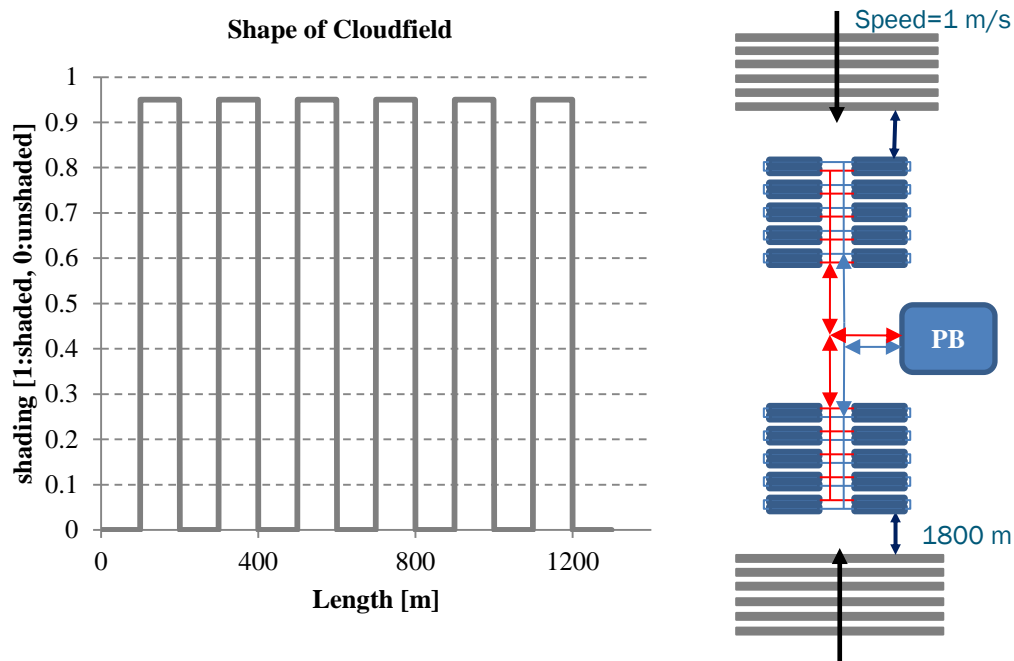 Shape of Cloudfield
shading [1:shaded, 0:unshaded]
1
0.9
0.8
0.7
0.6
0.5
0.4
0.3
0.2
0.1
0
0 400 800 1200
Length [m]
Speed=1 m/s
PB
1800 m